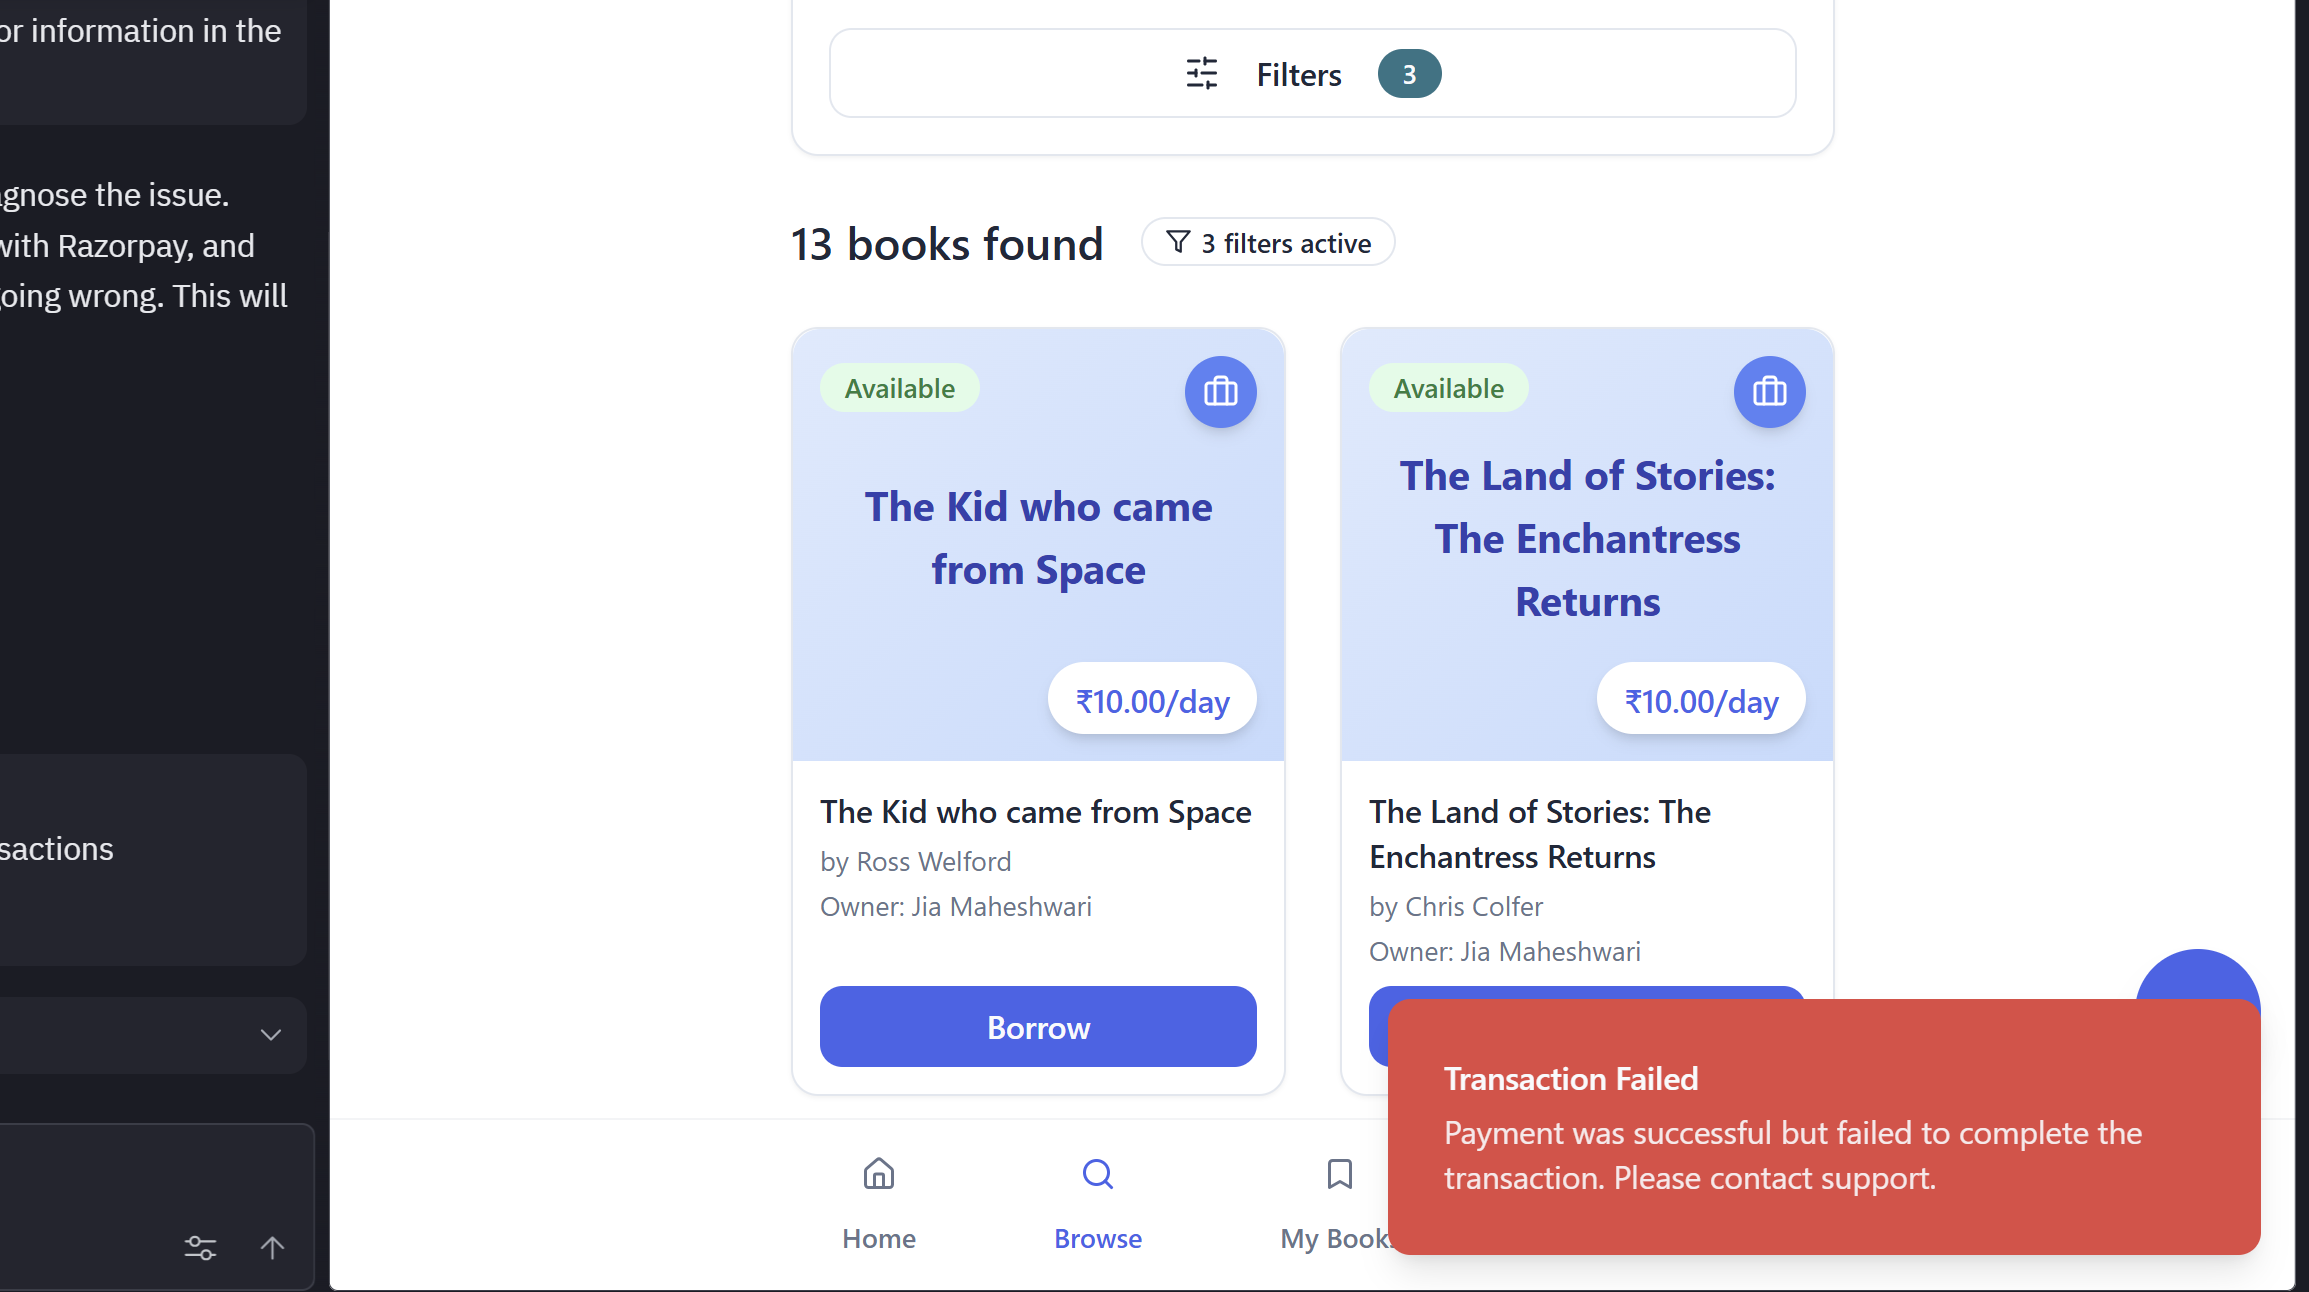 or information in the
gnose the issue.
with Razorpay, and
oing wrong. This will
sactions
Filters 3
13 books found
3 filters active
Available
The Kid who came
from Space
₹10.00/day
The Kid who came from Space
by Ross Welford
Owner: Jia Maheshwari
Borrow
Available
The Land of Stories:
The Enchantress
Returns
₹10.00/day
The Land of Stories: The
Enchantress Returns
by Chris Colfer
Owner: Jia Maheshwari
Transaction Failed
Payment was successful but failed to complete the
transaction. Please contact support.
Home
Browse
My Books